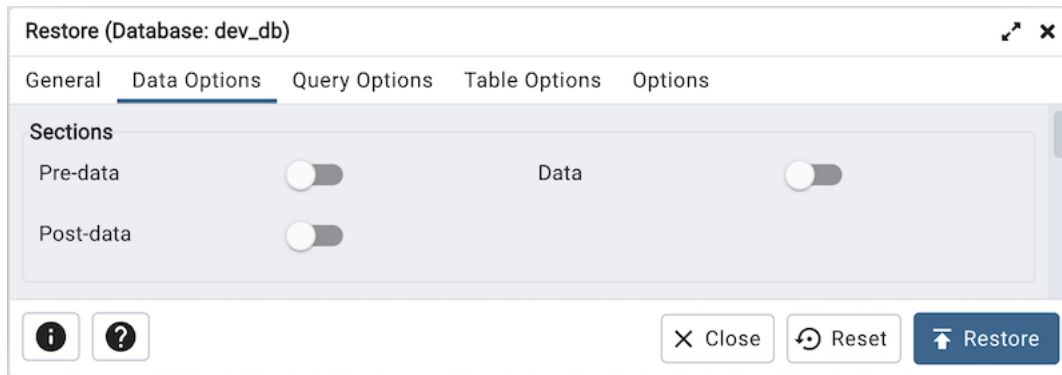 Restore (Database: dev_db)
General Data Options Query Options Table Options Options
Sections
Pre-data Data
Post-data
Close Reset Restore